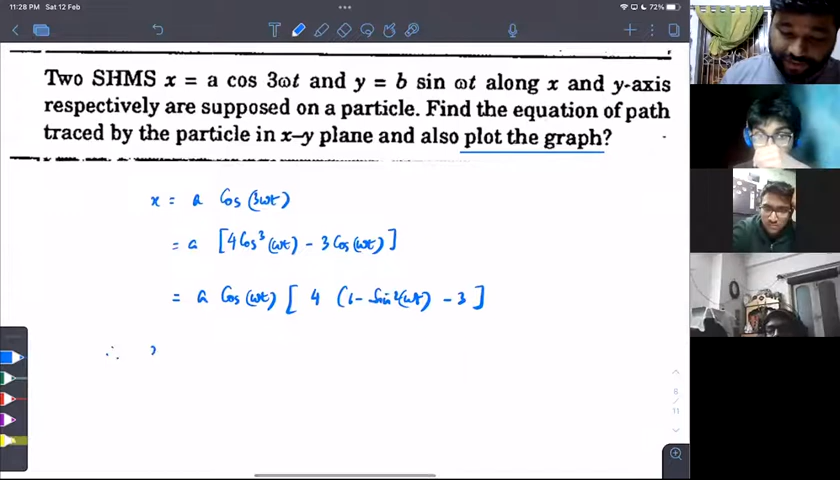 11:28 PM Sat 12 Feb
72%
Two SHMS x = a cos 3ωt and y = b sin ωt along x and y-axis
respectively are supposed on a particle. Find the equation of path
traced by the particle in x–y plane and also plot the graph?
x = a Cos (3ωt)
= a [4Cos³(ωt) - 3Cos(ωt)]
= a Cos(ωt) [ 4 (1 - Sin²(ωt) - 3 ]
∴
8
/
11